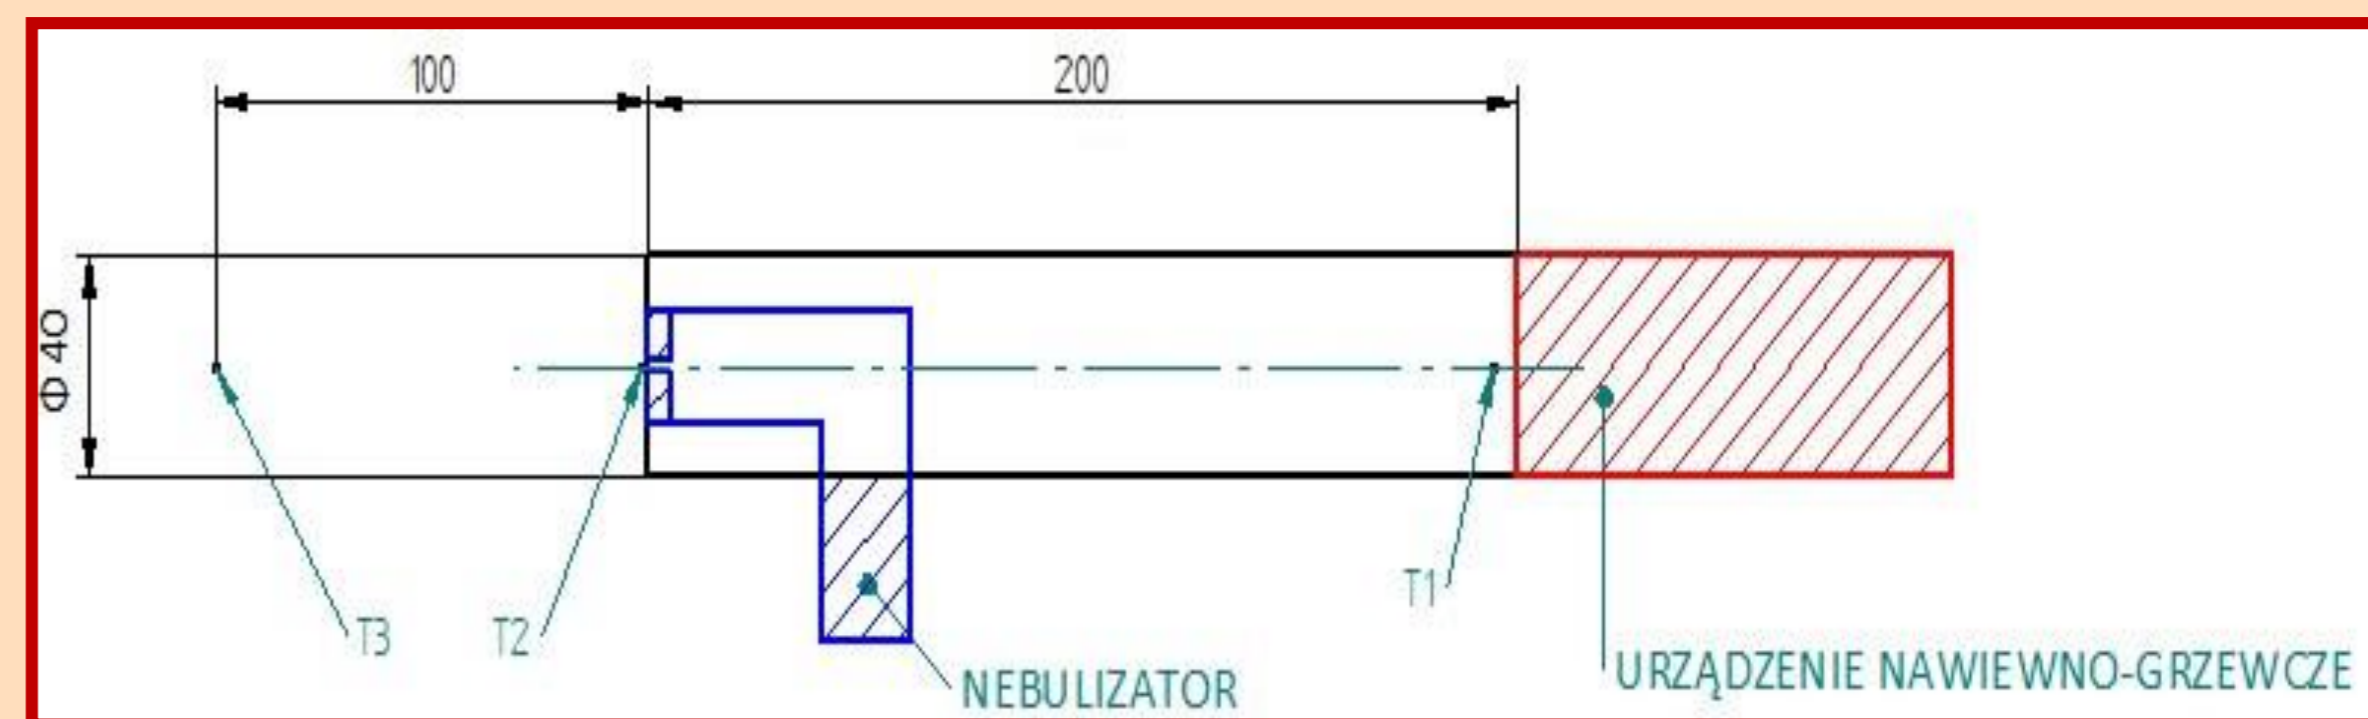 100
200
Φ 40
T1
T3
T2
NEBULIZATOR
URZĄDZENIE NAWIEWNO-GRZEWCZE